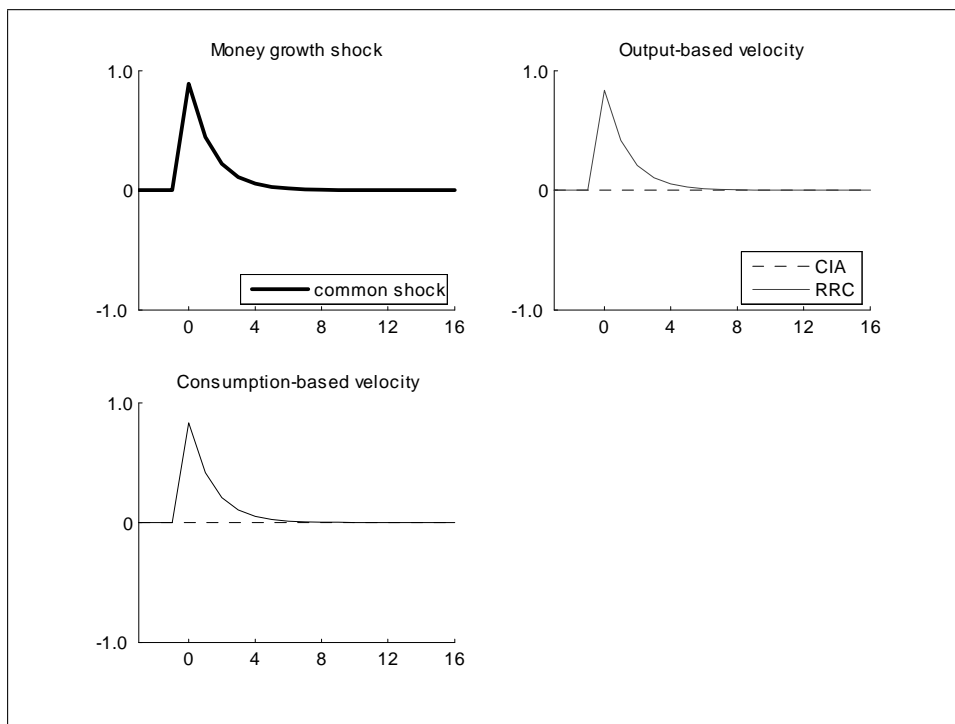 Money growth shock
1.0
0
-1.0
common shock
0 4 8 12 16
Output-based velocity
1.0
0
-1.0
CIA
RRC
0 4 8 12 16
Consumption-based velocity
1.0
0
-1.0
0 4 8 12 16